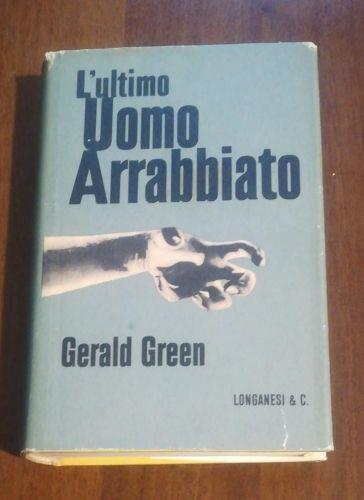 L'ultimo
Uomo
Arrabbiato
Gerald Green
LONGANESI & C.